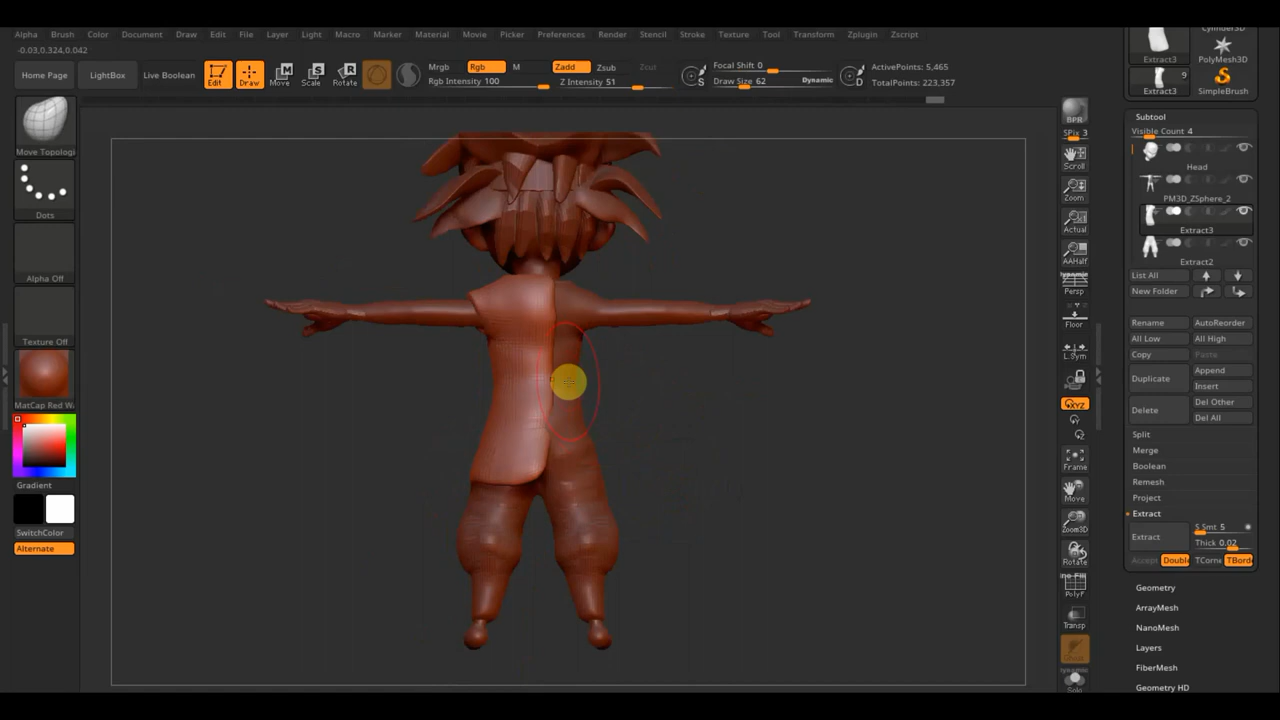 Alpha Brush Color Document Draw Edit File Layer Light Macro Marker Material Movie Picker Preferences Render Stencil Stroke Texture Tool Transform Zplugin Zscript
-0.03,0.324,0.042
Home Page LightBox Live Boolean Edit Draw Move Scale Rotate
Mrgb Rgb M Zadd Zsub
Rgb Intensity 100 Z Intensity 51
Focal Shift 0
Draw Size 62 Dynamic
ActivePoints: 5,465
TotalPoints: 223,357
Move Topologi
Dots
Alpha Off
Texture Off
MatCap Red Wa
Gradient
SwitchColor
Alternate
BPR
SPix 3
Scroll
Zoom
Actual
AAHalf
Dynamic
Persp
Floor
L.Sym
XYZ
Frame
Move
Zoom3D
Rotate
PolyF
Transp
Solo
Extract3 PolyMesh3D
9
Extract3 SimpleBrush
Subtool
Visible Count 4
Head
PM3D_ZSphere_2
Extract3
Extract2
List All
New Folder
Rename AutoReorder
All Low All High
Copy Paste
Duplicate Append
Insert
Delete Del Other
Del All
Split
Merge
Boolean
Remesh
Project
Extract
Extract S Smt 5
Thick 0.02
Accept Double TCorne TBorde
Geometry
ArrayMesh
NanoMesh
Layers
FiberMesh
Geometry HD